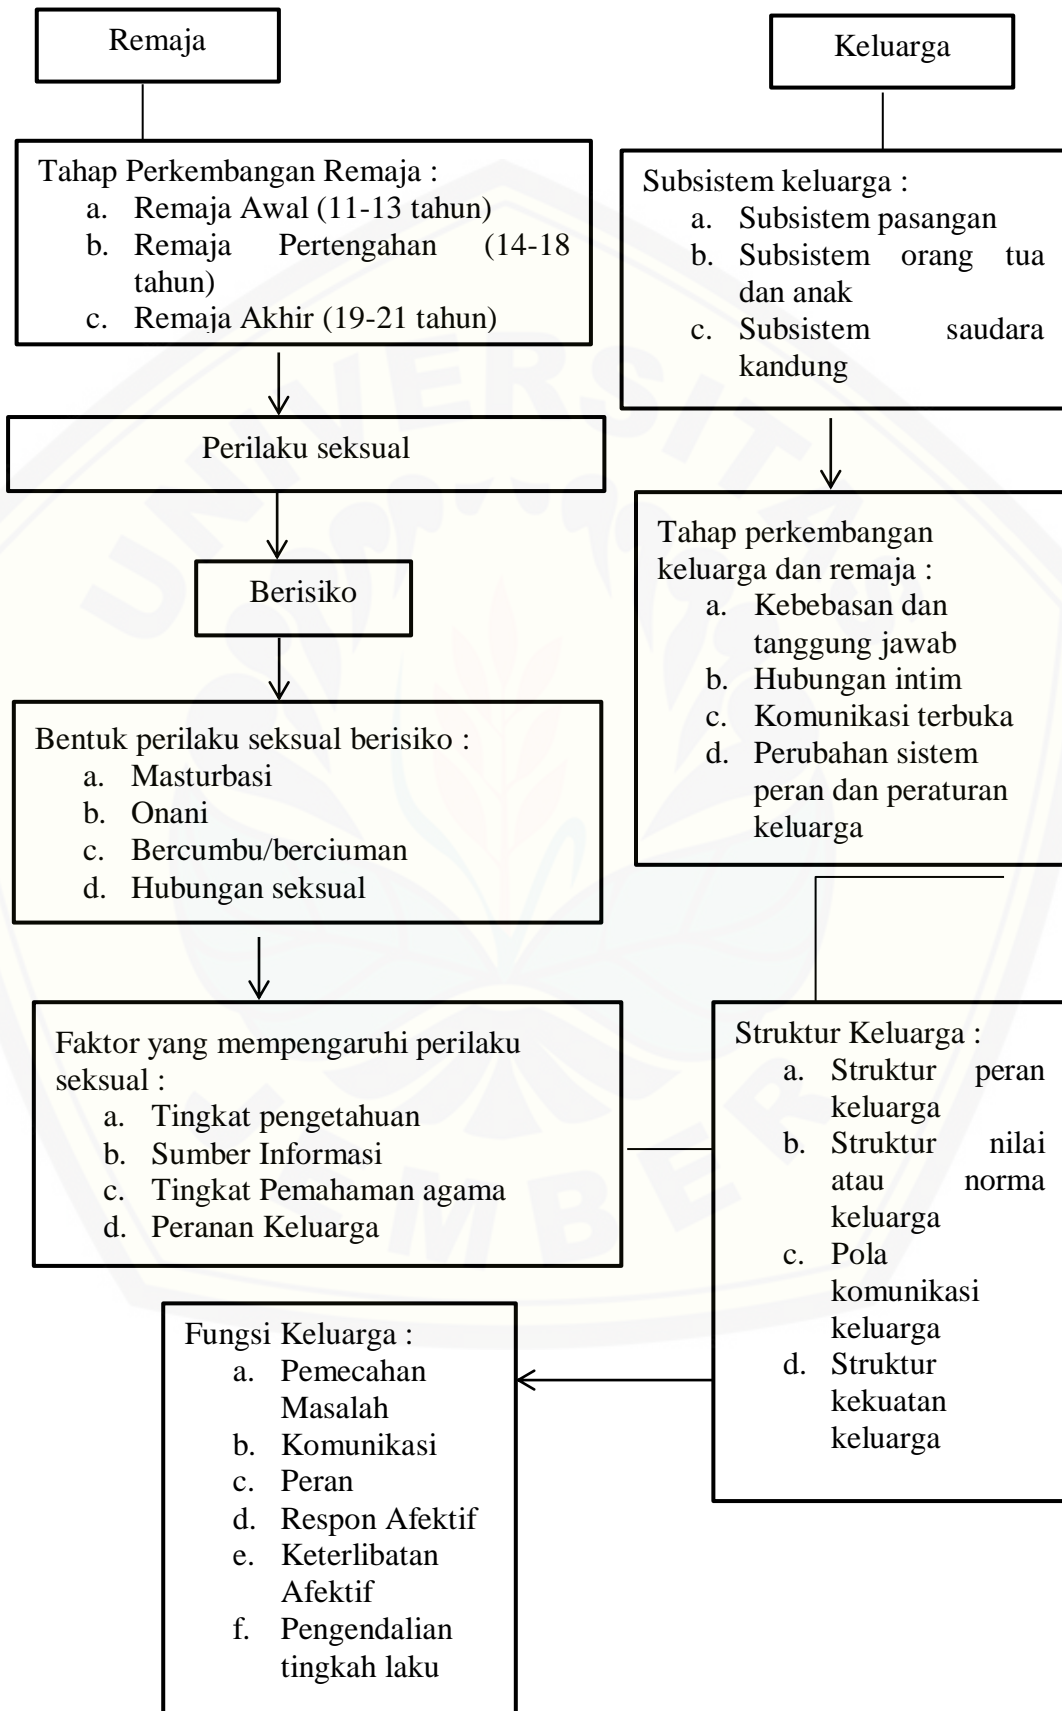 Remaja
Tahap Perkembangan Remaja :
a. Remaja Awal (11-13 tahun)
b. Remaja Pertengahan (14-18
tahun)
c. Remaja Akhir (19-21 tahun)
Perilaku seksual
Berisiko
Bentuk perilaku seksual berisiko :
a. Masturbasi
b. Onani
c. Bercumbu/berciuman
d. Hubungan seksual
Faktor yang mempengaruhi perilaku
seksual :
a. Tingkat pengetahuan
b. Sumber Informasi
c. Tingkat Pemahaman agama
d. Peranan Keluarga
Keluarga
Subsistem keluarga :
a. Subsistem pasangan
b. Subsistem orang tua
dan anak
c. Subsistem saudara
kandung
Tahap perkembangan
keluarga dan remaja :
a. Kebebasan dan
tanggung jawab
b. Hubungan intim
c. Komunikasi terbuka
d. Perubahan sistem
peran dan peraturan
keluarga
Struktur Keluarga :
a. Struktur peran
keluarga
b. Struktur nilai
atau norma
keluarga
c. Pola
komunikasi
keluarga
d. Struktur
kekuatan
keluarga
Fungsi Keluarga :
a. Pemecahan
Masalah
b. Komunikasi
c. Peran
d. Respon Afektif
e. Keterlibatan
Afektif
f. Pengendalian
tingkah laku
UNIVERSITAS
JEMBER